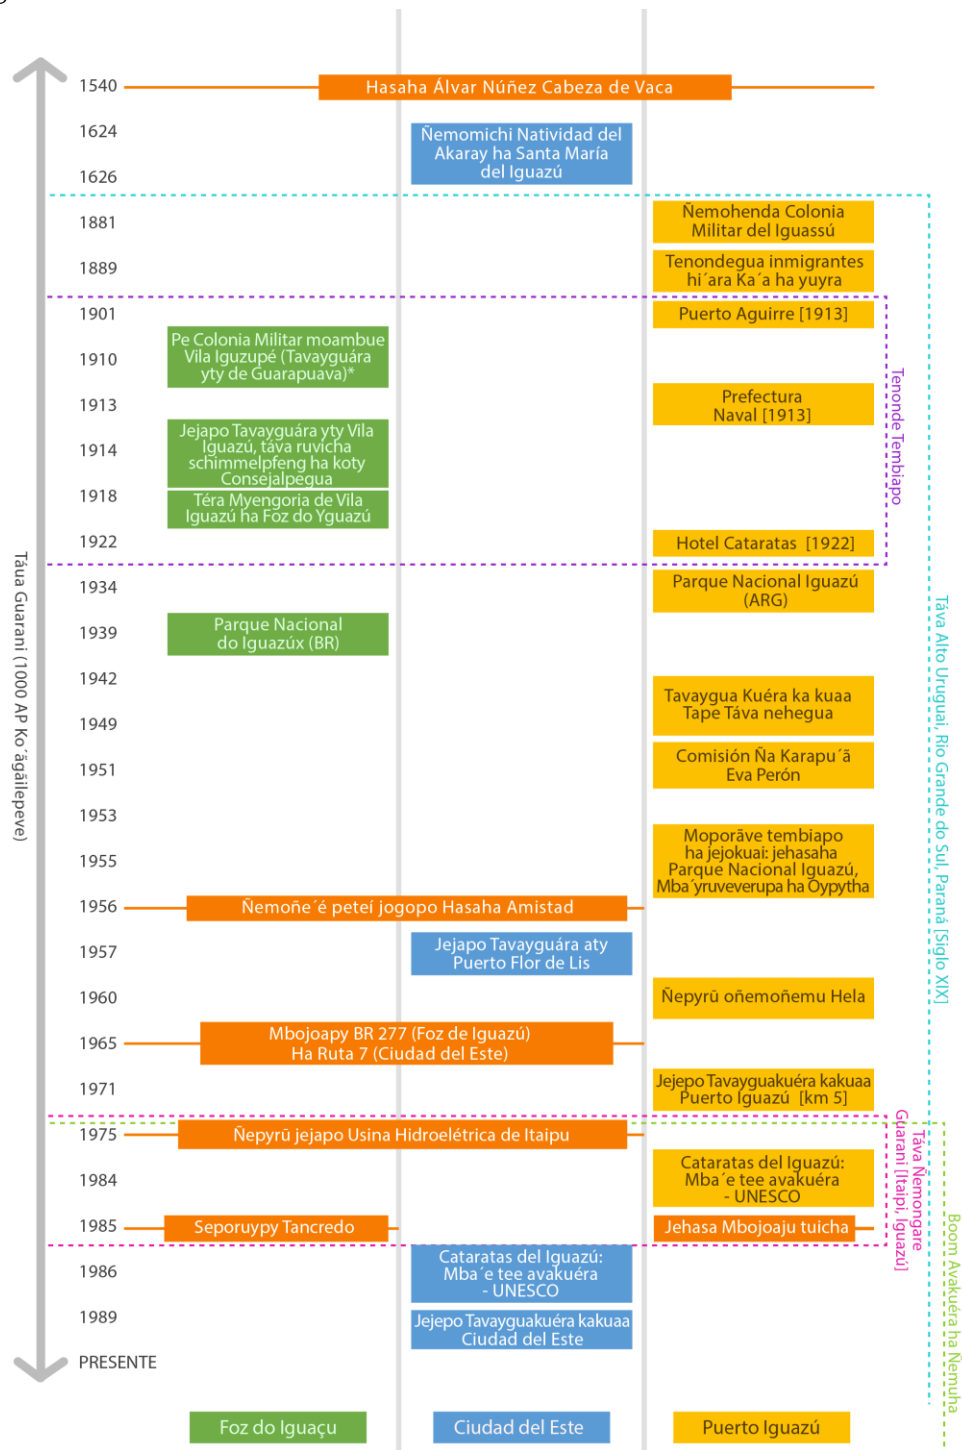 1540
Hasaha Álvar Núñez Cabeza de Vaca
1624
Ñemomichi Natividad del
Akaray ha Santa María
del Iguazú
1626
1881
Ñemohenda Colonia
Militar del Iguassú
1889
Tenondegua inmigrantes
hi´ara Ka´a ha yuyra
1901
Puerto Aguirre [1913]
Pe Colonia Militar moambue
Vila Iguzupé (Tavayguára
yty de Guarapuava)*
1910
1913
Prefectura
Naval [1913]
Jejapo Tavayguára yty Vila
Iguazú, táva ruvicha
schimmelpfeng ha koty
Consejalpegua
1914
1918
Téra Myengoria de Vila
Iguazú ha Foz do Yguazú
1922
Hotel Cataratas [1922]
1934
Parque Nacional Iguazú
(ARG)
1939
Parque Nacional
do Iguazúx (BR)
1942
Tavaygua Kuéra ka kuaa
Tape Táva nehegua
1949
1951
Comisión Ña Karapu´ã
Eva Perón
1953
1955
Moporãve tembiapo
ha jejokuai: jehasaha
Parque Nacional Iguazú,
Mba´yruveverupa ha Oypytha
1956
Ñemoñe´é peteí jogopo Hasaha Amistad
1957
Jejapo Tavayguára aty
Puerto Flor de Lis
1960
Ñepyrū oñemoñemu Hela
1965
Mbojoapy BR 277 (Foz de Iguazú)
Ha Ruta 7 (Ciudad del Este)
1971
Jejepo Tavayguakuéra kakuaa
Puerto Iguazú [km 5]
1975
Ñepyrū jejapo Usina Hidroelétrica de Itaipu
1984
Cataratas del Iguazú:
Mba´e tee avakuéra
- UNESCO
1985
Seporuypy Tancredo
Jehasa Mbojoaju tuicha
1986
Cataratas del Iguazú:
Mba´e tee avakuéra
- UNESCO
1989
Jejepo Tavayguakuéra kakuaa
Ciudad del Este
PRESENTE
Táua Guarani (1000 AP Ko´ãgãilepeve)
Tenonde Tembiapo
Táva Alto Uruguai, Rio Grande do Sul, Paraná [Siglo XIX]
Táva Ñemongare
Guarani [Itaipi, Iguazú]
Boom Avakuéra ha Ñemuha
Foz do Iguaçu
Ciudad del Este
Puerto Iguazú